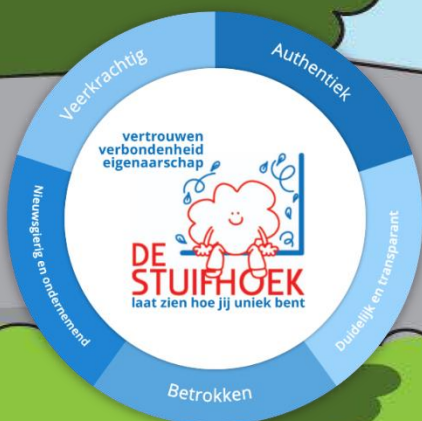 Veerkrachtig
Authentiek
vertrouwen
verbondenheid
eigenaarschap
DE
STUIFHOEK
laat zien hoe jij uniek bent
Nieuwsgierig en ondernemend
Duidelijk en transparant
Betrokken